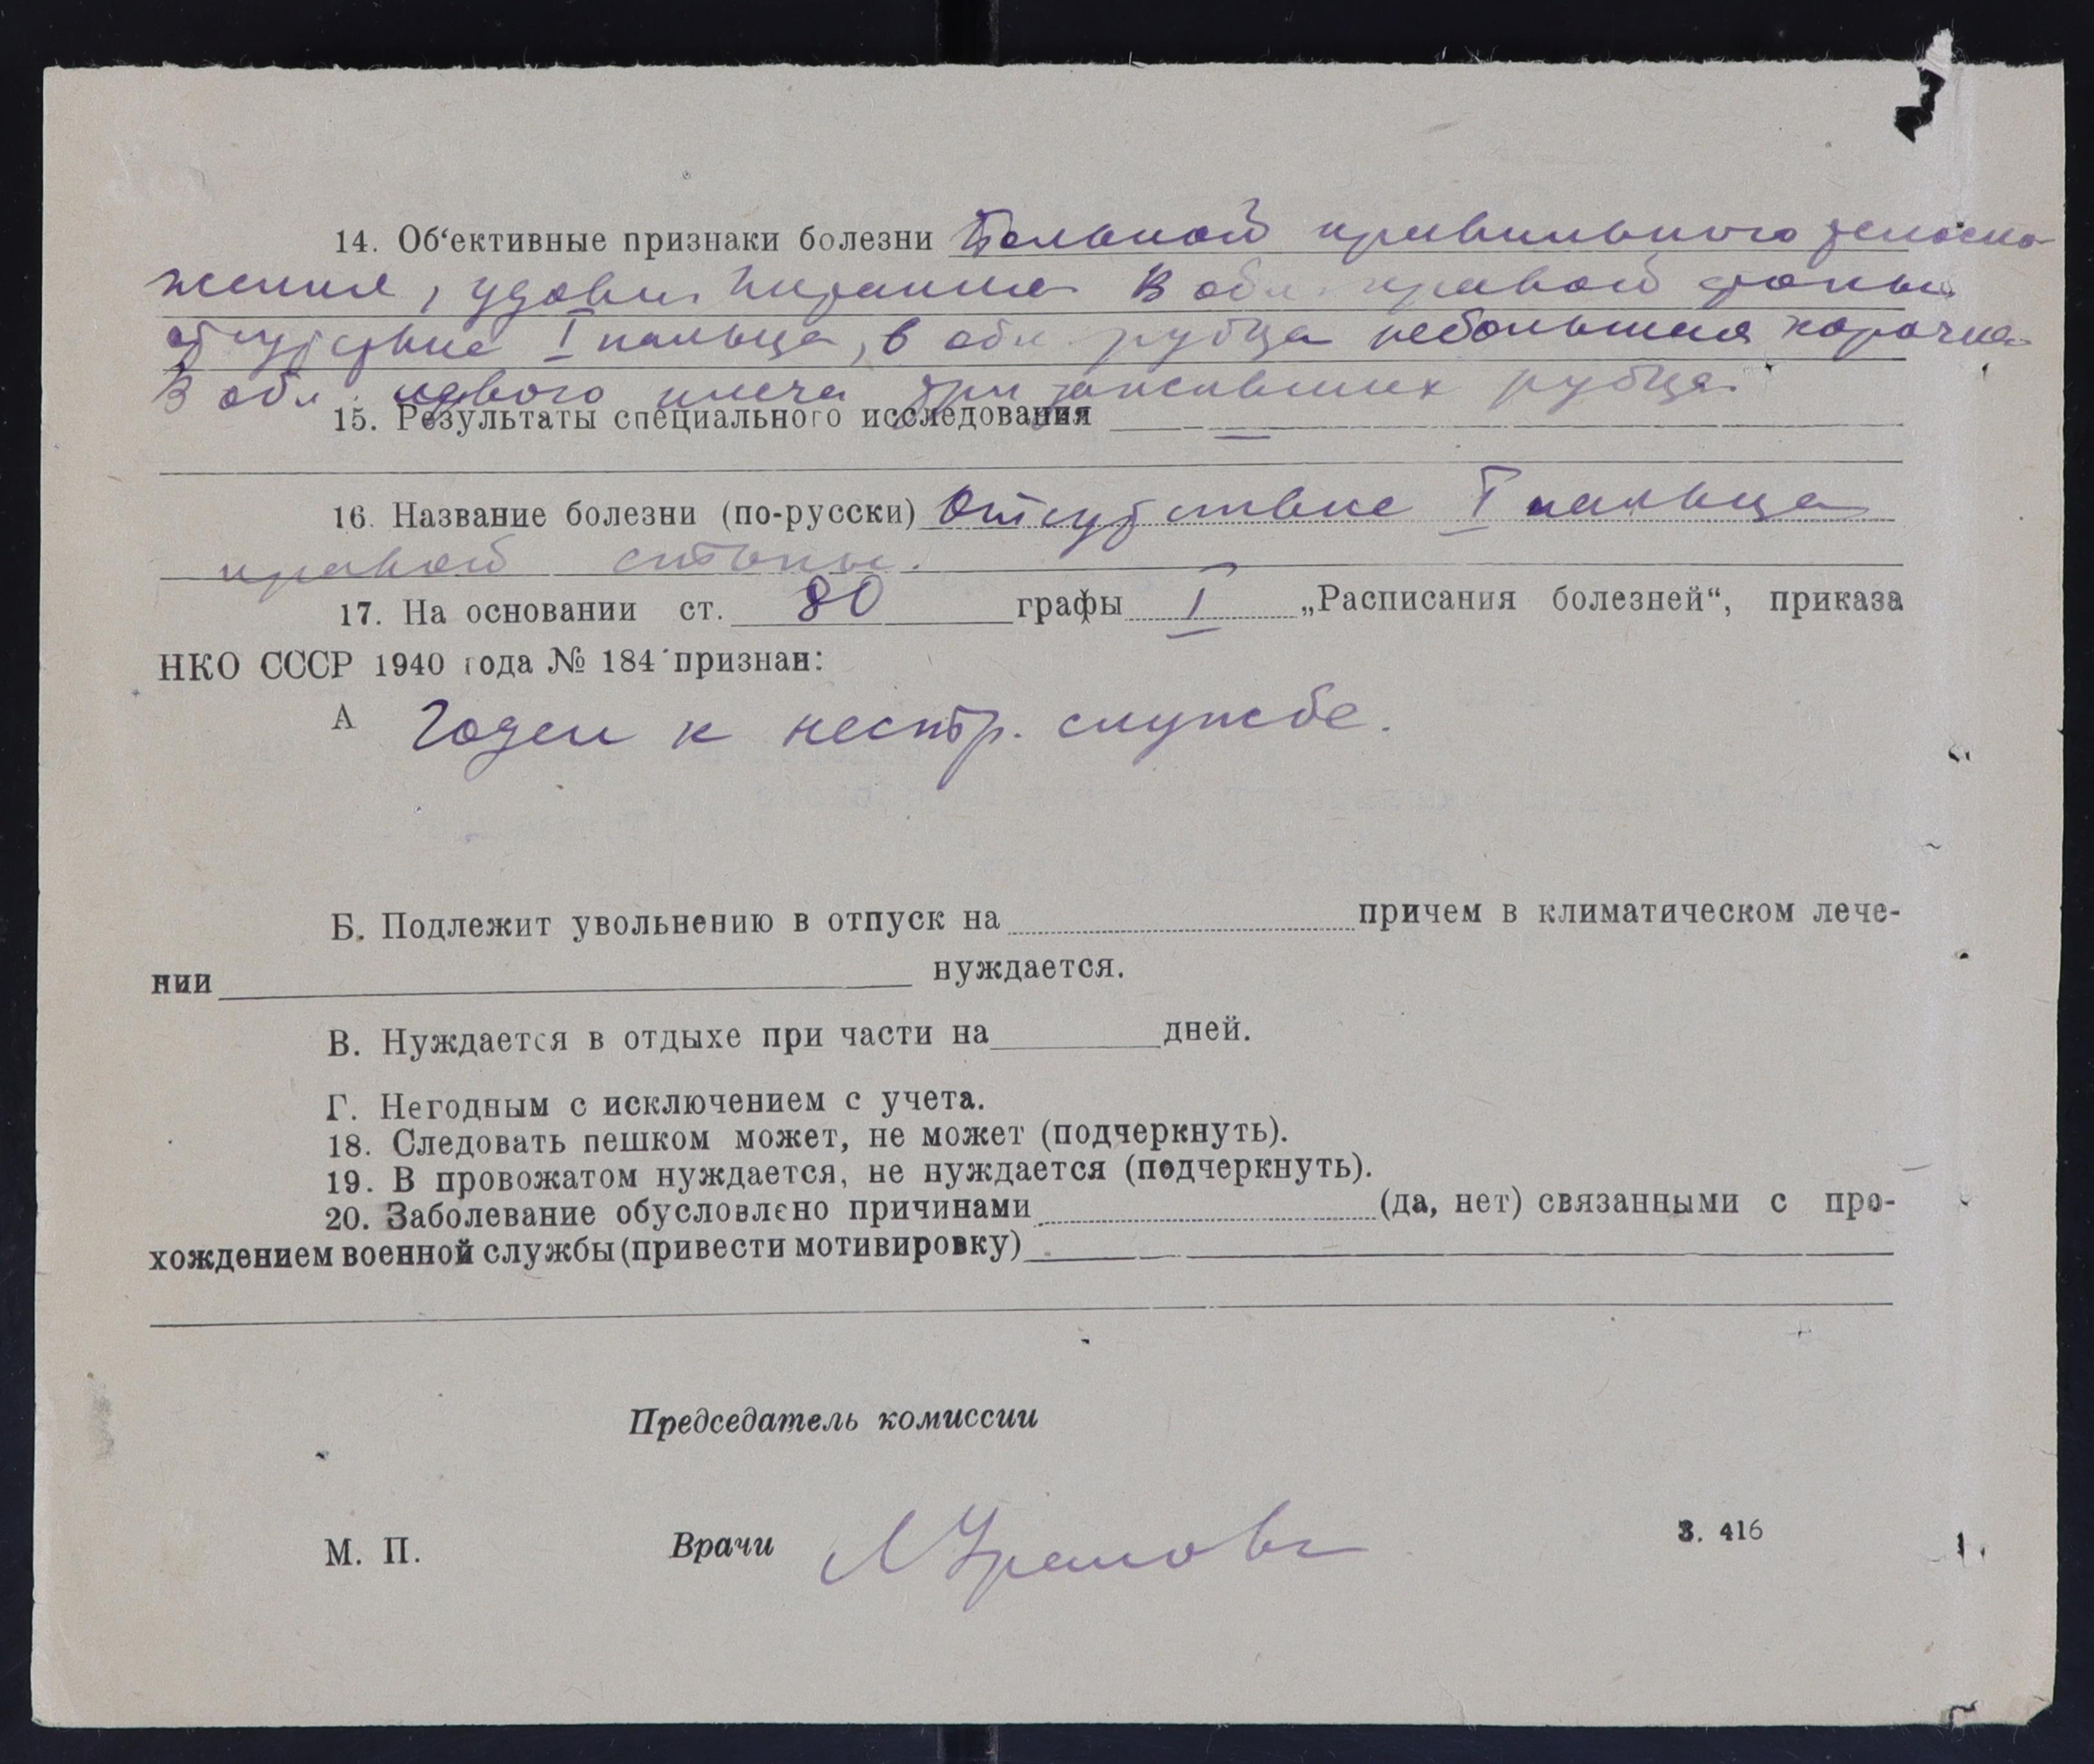 14. Об‘ективные признаки болезни Больной правильного телосло-
жения, удовл. питания В обл. правой стопы
отсутствие I пальца, в обл. рубца небольшая корочка
В обл. левого плеча три заживших рубца.
15. Результаты специального исследования —
16. Название болезни (по-русски) Отсутствие I пальца
правой стопы.
17. На основании ст. 80 графы I „Расписания болезней“, приказа
НКО СССР 1940 года № 184 признан:
А Годен к нестр. службе.
Б. Подлежит увольнению в отпуск на причем в климатическом лече-
нии нуждается.
В. Нуждается в отдыхе при части на дней.
Г. Негодным с исключением с учета.
18. Следовать пешком может, не может (подчеркнуть).
19. В провожатом нуждается, не нуждается (подчеркнуть).
20. Заболевание обусловлено причинами (да, нет) связанными с про-
хождением военной службы (привести мотивировку)
Председатель комиссии
М. П. Врачи З. 416